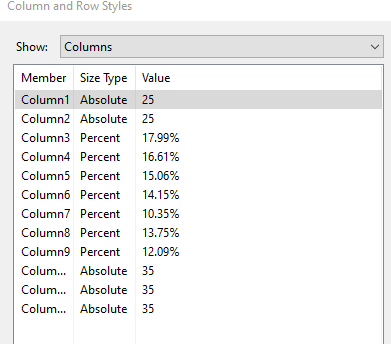 Column and Row Styles
Show: Columns
Member Size Type Value
Column1 Absolute 25
Column2 Absolute 25
Column3 Percent 17.99%
Column4 Percent 16.61%
Column5 Percent 15.06%
Column6 Percent 14.15%
Column7 Percent 10.35%
Column8 Percent 13.75%
Column9 Percent 12.09%
Colum... Absolute 35
Colum... Absolute 35
Colum... Absolute 35